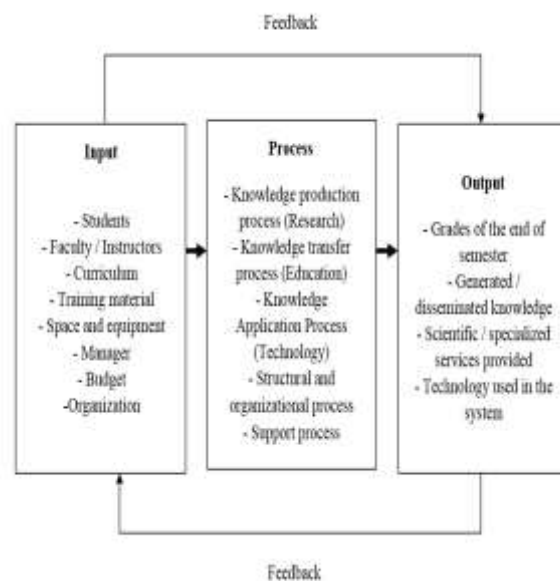 Feedback
Input
- Students
- Faculty / Instructors
- Curriculum
- Training material
- Space and equipment
- Manager
- Budget
-Organization
Process
- Knowledge production
process (Research)
- Knowledge transfer
process (Education)
- Knowledge
Application Process
(Technology)
- Structural and
organizational process
- Support process
Output
- Grades of the end of
semester
- Generated /
disseminated knowledge
- Scientific / specialized
services provided
- Technology used in the
system
Feedback